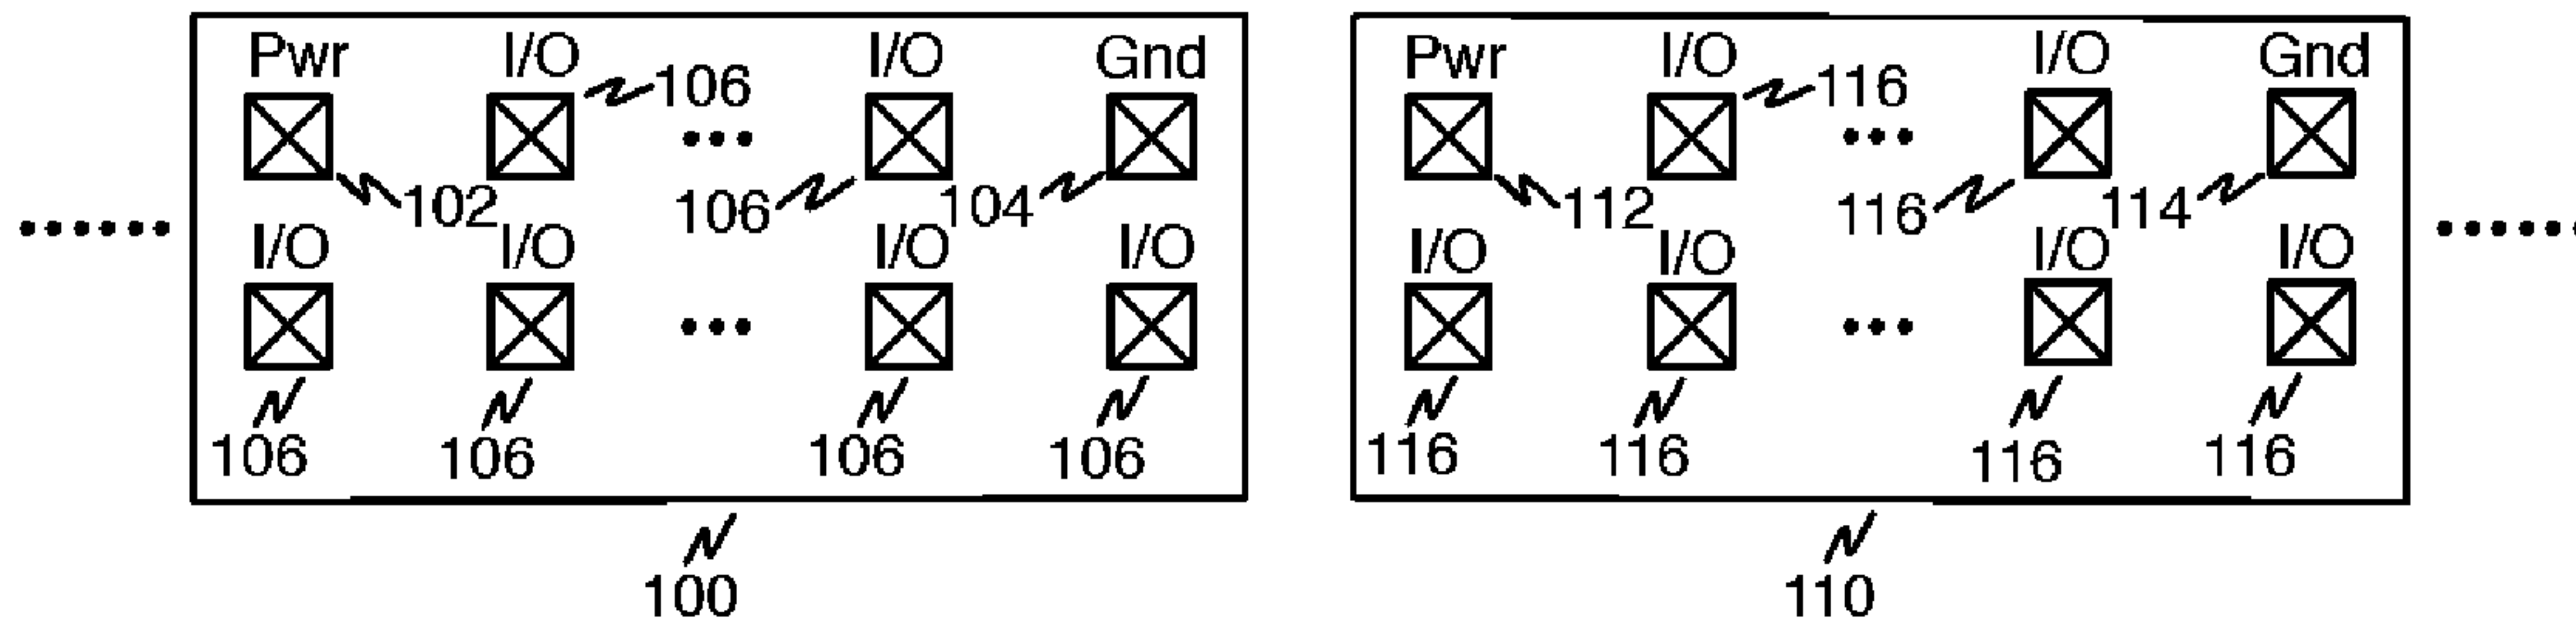 Pwr I/O I/O Gnd Pwr I/O I/O Gnd
106 116
••• •••
102 106 104 112 116 114
•••••• ••••••
I/O I/O I/O I/O I/O I/O I/O I/O
••• •••
106 106 106 106 116 116 116 116
100 110